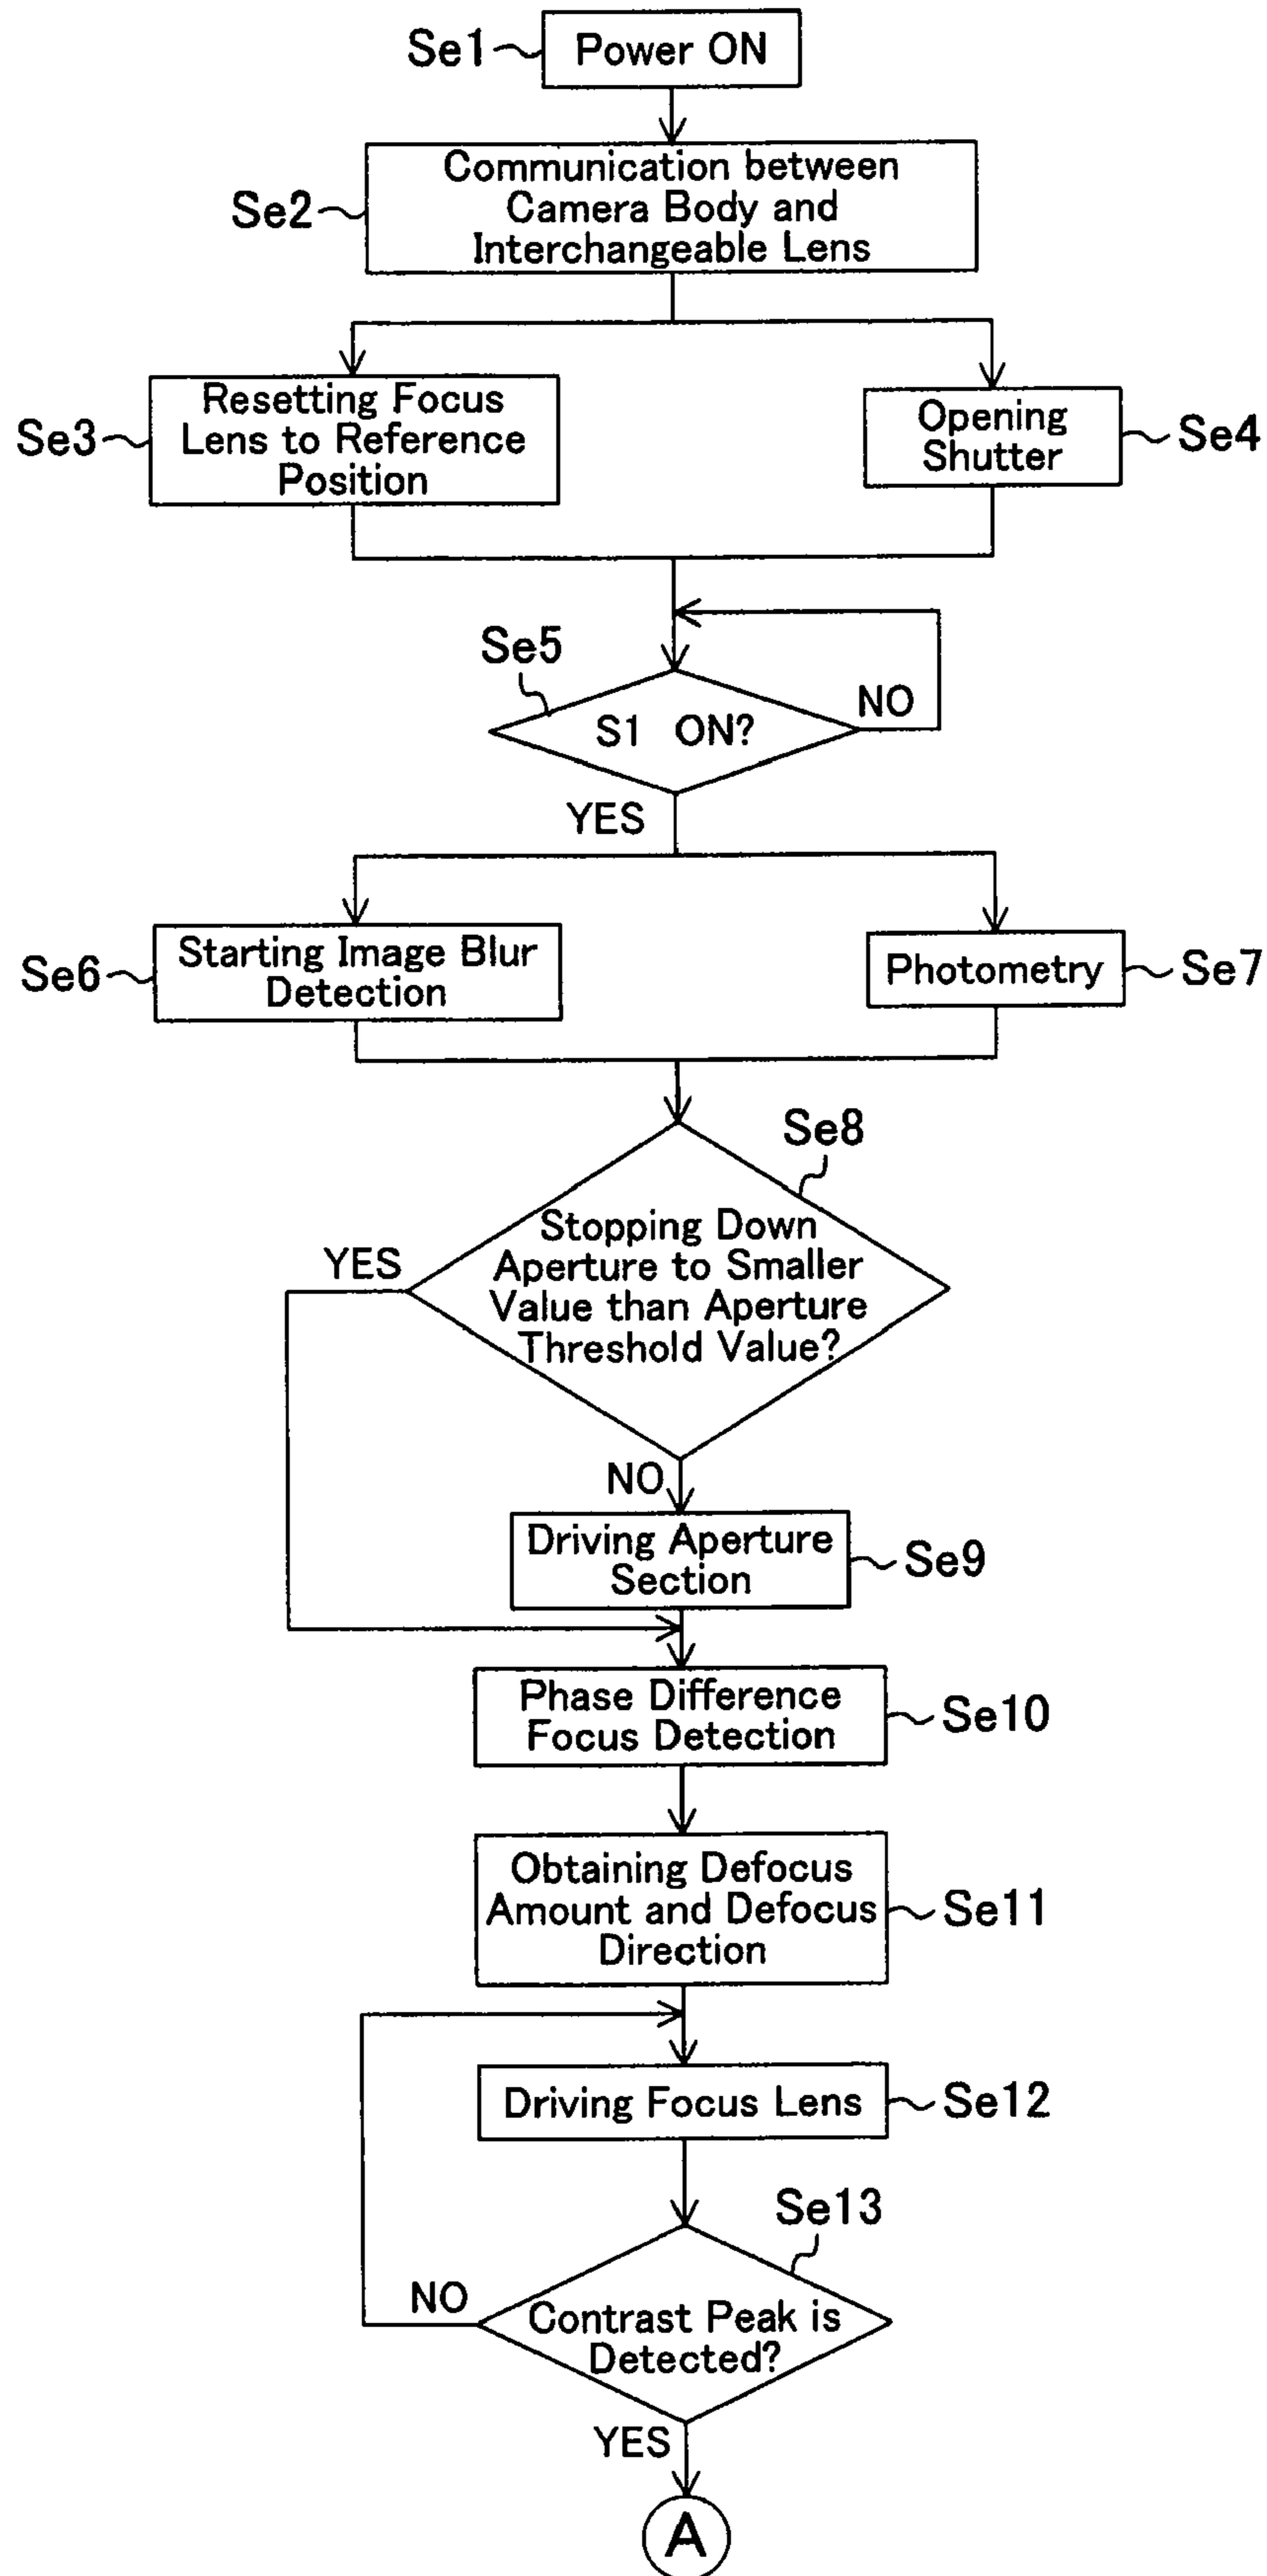 Se1
Power ON
Se2
Communication between
Camera Body and
Interchangeable Lens
Se3
Resetting Focus
Lens to Reference
Position
Opening
Shutter
Se4
Se5
S1 ON?
NO
YES
Se6
Starting Image Blur
Detection
Photometry
Se7
Se8
Stopping Down
Aperture to Smaller
Value than Aperture
Threshold Value?
YES
NO
Driving Aperture
Section
Se9
Phase Difference
Focus Detection
Se10
Obtaining Defocus
Amount and Defocus
Direction
Se11
Driving Focus Lens
Se12
Se13
Contrast Peak is
Detected?
NO
YES
A